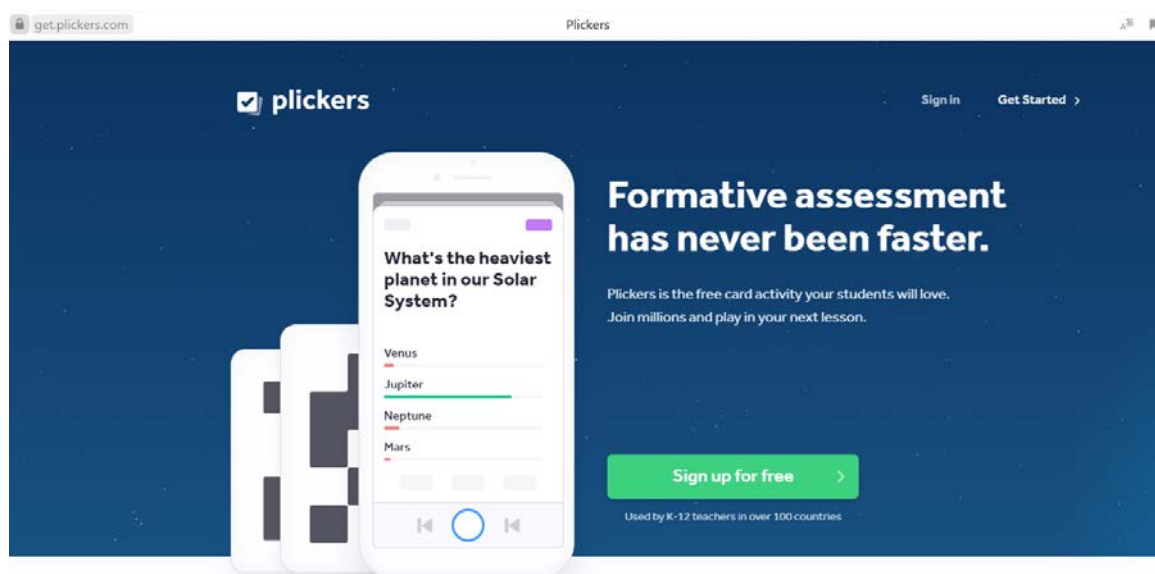 get.plickers.com
Plickers
plickers
Sign in
Get Started
Formative assessment
has never been faster.
Plickers is the free card activity your students will love.
Join millions and play in your next lesson.
What's the heaviest
planet in our Solar
System?
Venus
Jupiter
Neptune
Mars
Sign up for free
Used by K-12 teachers in over 100 countries